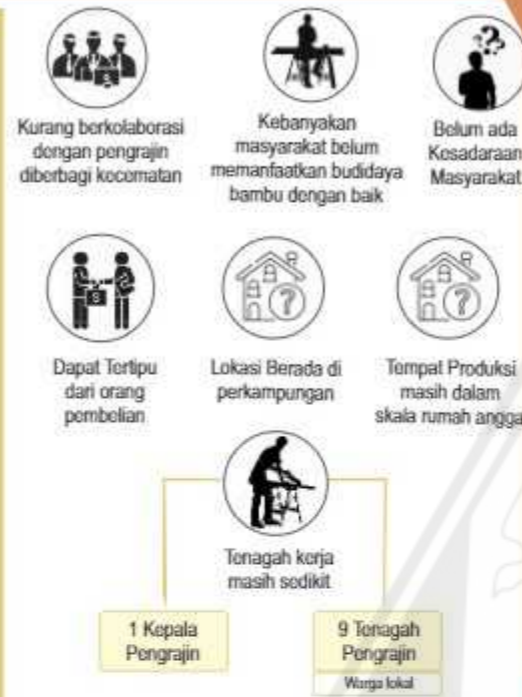 Kurang berkolaborasi
dengan pengrajin
diberbagi kecematan
Kebanyakan
masyarakat belum
memanfaatkan budidaya
bambu dengan baik
Belum ada
Kesadaraan
Masyarakat
Dapat Tertipu
dari orang
pembelian
Lokasi Berada di
perkampungan
Tempat Produksi
masih dalam
skala rumah angga
Tenagah kerja
masih sedikit
1 Kepala
Pengrajin
9 Tenagah
Pengrajin
Warga lokal